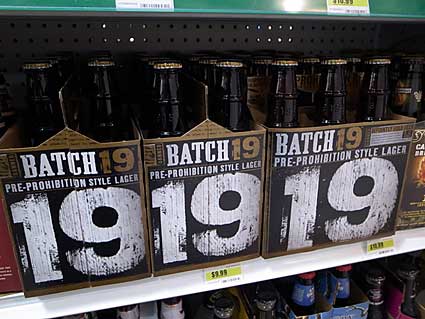 $10.99
BATCH 19
PRE-PROHIBITION STYLE LAGER
19
BATCH 19
PRE-PROHIBITION STYLE LAGER
19
BATCH 19
PRE-PROHIBITION STYLE LAGER
19
$9.99